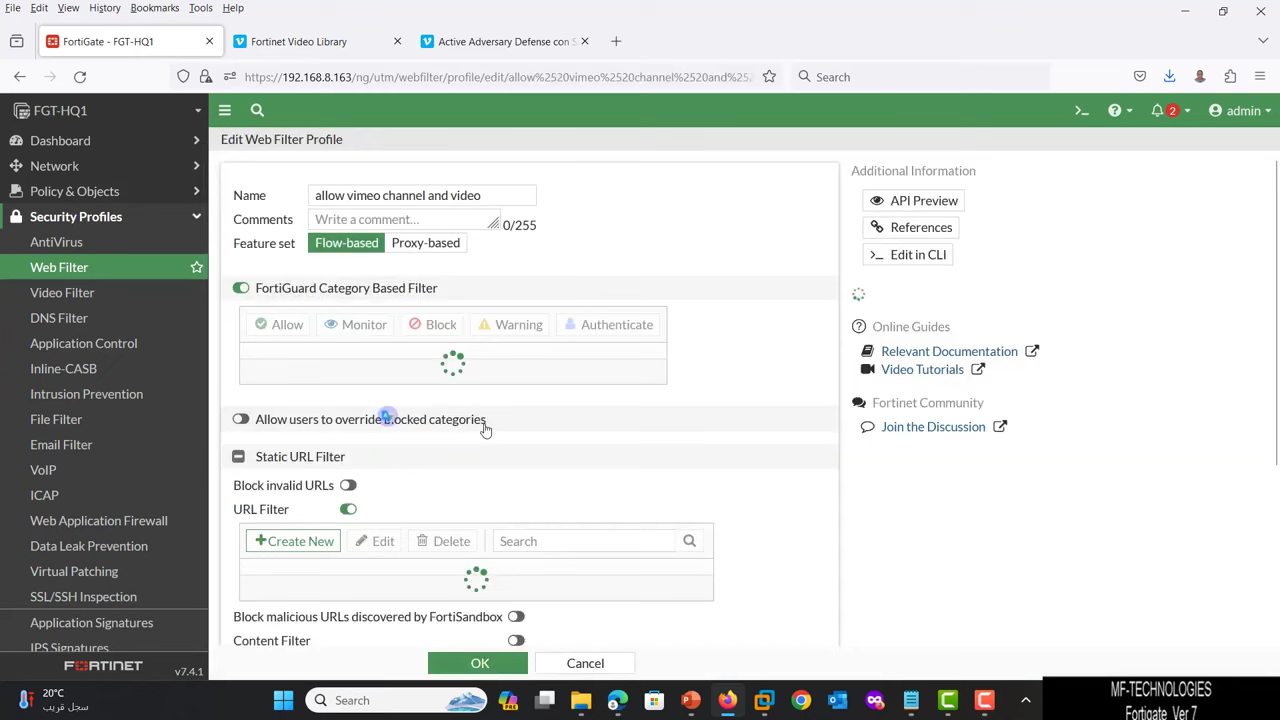 File Edit View History Bookmarks Tools Help
FortiGate - FGT-HQ1
Fortinet Video Library
Active Adversary Defense con S
https://192.168.8.163/ng/utm/webfilter/profile/edit/allow%2520vimeo%2520channel%2520and%252
Search
FGT-HQ1
admin
2
Dashboard
Network
Policy & Objects
Security Profiles
AntiVirus
Web Filter
Video Filter
DNS Filter
Application Control
Inline-CASB
Intrusion Prevention
File Filter
Email Filter
VoIP
ICAP
Web Application Firewall
Data Leak Prevention
Virtual Patching
SSL/SSH Inspection
Application Signatures
IPS Signatures
FORTINET
v7.4.1
Edit Web Filter Profile
Name allow vimeo channel and video
Comments Write a comment... 0/255
Feature set Flow-based Proxy-based
FortiGuard Category Based Filter
Allow Monitor Block Warning Authenticate
Allow users to override blocked categories
Static URL Filter
Block invalid URLs
URL Filter
Create New Edit Delete Search
Block malicious URLs discovered by FortiSandbox
Content Filter
OK Cancel
Additional Information
API Preview
References
Edit in CLI
Online Guides
Relevant Documentation
Video Tutorials
Fortinet Community
Join the Discussion
20°C
سجل قريب
Search
MF-TECHNOLOGIES
Fortigate Ver 7